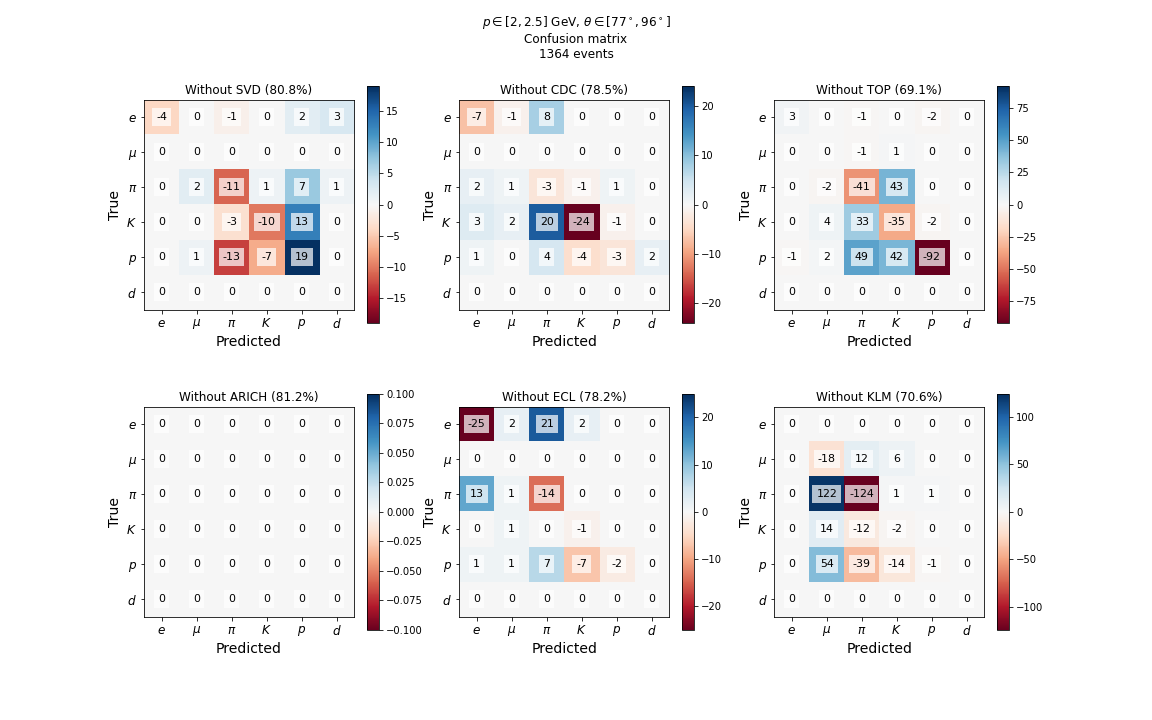 p ∈ [2, 2.5] GeV, θ ∈ [77°, 96°]
Confusion matrix
1364 events
Without SVD (80.8%)
e -4 0 -1 0 2 3
μ 0 0 0 0 0 0
π 0 2 -11 1 7 1
K 0 0 -3 -10 13 0
p 0 1 -13 -7 19 0
d 0 0 0 0 0 0
e μ π K p d
True
Predicted
15
10
5
0
−5
−10
−15
Without CDC (78.5%)
e -7 -1 8 0 0 0
μ 0 0 0 0 0 0
π 2 1 -3 -1 1 0
K 3 2 20 -24 -1 0
p 1 0 4 -4 -3 2
d 0 0 0 0 0 0
e μ π K p d
True
Predicted
20
10
0
−10
−20
Without TOP (69.1%)
e 3 0 -1 0 -2 0
μ 0 0 -1 1 0 0
π 0 -2 -41 43 0 0
K 0 4 33 -35 -2 0
p -1 2 49 42 -92 0
d 0 0 0 0 0 0
e μ π K p d
True
Predicted
75
50
25
0
−25
−50
−75
Without ARICH (81.2%)
e 0 0 0 0 0 0
μ 0 0 0 0 0 0
π 0 0 0 0 0 0
K 0 0 0 0 0 0
p 0 0 0 0 0 0
d 0 0 0 0 0 0
e μ π K p d
True
Predicted
0.100
0.075
0.050
0.025
0.000
−0.025
−0.050
−0.075
−0.100
Without ECL (78.2%)
e -25 2 21 2 0 0
μ 0 0 0 0 0 0
π 13 1 -14 0 0 0
K 0 1 0 -1 0 0
p 1 1 7 -7 -2 0
d 0 0 0 0 0 0
e μ π K p d
True
Predicted
20
10
0
−10
−20
Without KLM (70.6%)
e 0 0 0 0 0 0
μ 0 -18 12 6 0 0
π 0 122 -124 1 1 0
K 0 14 -12 -2 0 0
p 0 54 -39 -14 -1 0
d 0 0 0 0 0 0
e μ π K p d
True
Predicted
100
50
0
−50
−100